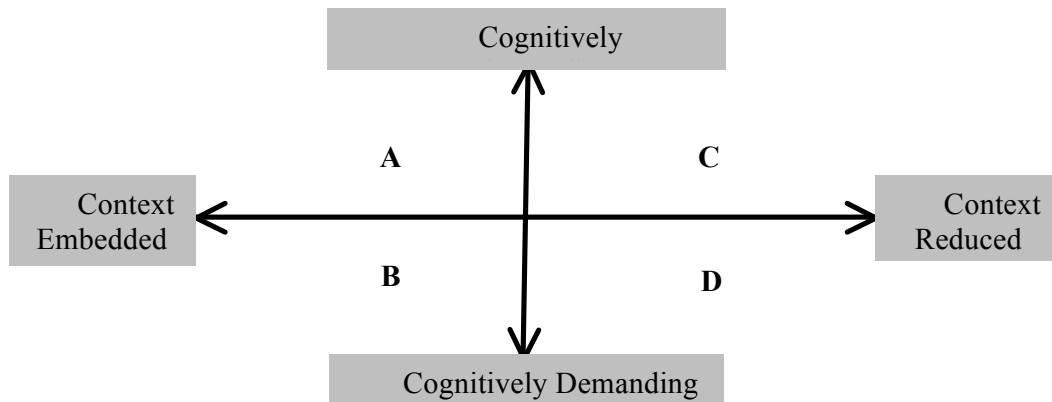 Cognitively
A
C
Context
Embedded
Context
Reduced
B
D
Cognitively Demanding